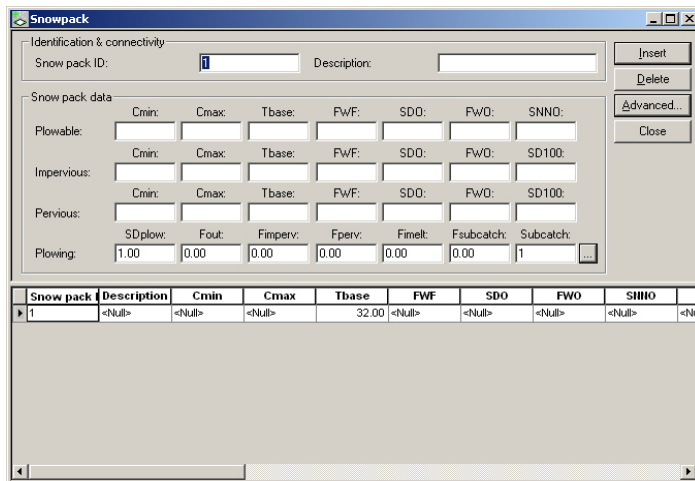 Snowpack
Identification & connectivity
Snow pack ID: 1 Description:
Insert
Delete
Advanced...
Close
Snow pack data
Cmin: Cmax: Tbase: FWF: SD0: FW0: SNN0:
Plowable:
Cmin: Cmax: Tbase: FWF: SD0: FW0: SD100:
Impervious:
Cmin: Cmax: Tbase: FWF: SD0: FW0: SD100:
Pervious:
SDplow: Fout: Fimperv: Fperv: Fimelt: Fsubcatch: Subcatch:
Plowing: 1.00 0.00 0.00 0.00 0.00 0.00 1 ...
Snow pack I Description Cmin Cmax Tbase FWF SD0 FW0 SNN0
1 <Null> <Null> <Null> 32.00 <Null> <Null> <Null> <Null> <Nu